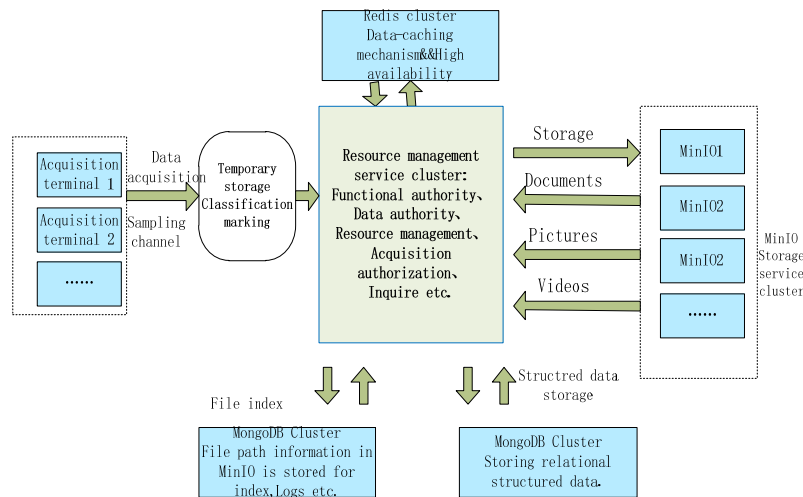 Redis cluster
Data-caching
mechanism&&High
availability
Acquisition
terminal 1
Acquisition
terminal 2
……
Data
acquisition
Sampling
channel
Temporary
storage
Classification
marking
Resource management
service cluster:
Functional authority、
Data authority、
Resource management、
Acquisition
authorization、
Inquire etc.
Storage
Documents
Pictures
Videos
MinIO1
MinIO2
MinIO2
……
MinIO
Storage
service
cluster
File index
Structred data
storage
MongoDB Cluster
File path information in
MinIO is stored for
index,Logs etc.
MongoDB Cluster
Storing relational
structured data.